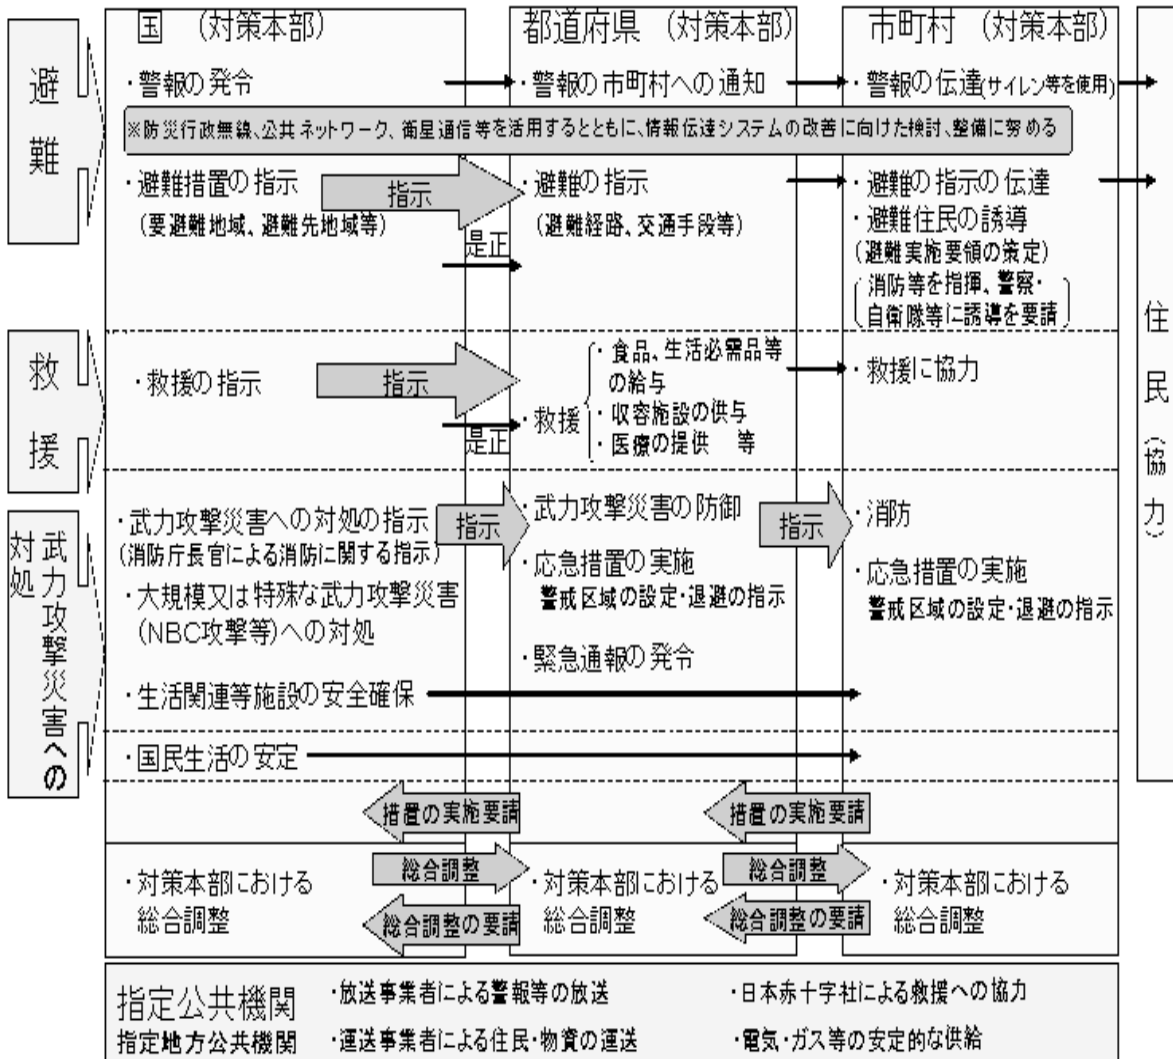 国 (対策本部)
都道府県 (対策本部)
市町村 (対策本部)
避難
・警報の発令
・警報の市町村への通知
・警報の伝達(サイレン等を使用)
※防災行政無線、公共ネットワーク、衛星通信等を活用するとともに、情報伝達システムの改善に向けた検討、整備に努める
・避難措置の指示
(要避難地域、避難先地域等)
指示
是正
・避難の指示
(避難経路、交通手段等)
・避難の指示の伝達
・避難住民の誘導
(避難実施要領の策定)
消防等を指揮、警察・
自衛隊等に誘導を要請
住民(協力)
救援
・救援の指示
指示
是正
・救援
・食品、生活必需品等
の給与
・収容施設の供与
・医療の提供 等
・救援に協力
武力攻撃災害への
対処
・武力攻撃災害への対処の指示
(消防庁長官による消防に関する指示)
指示
・武力攻撃災害の防御
指示
・消防
・大規模又は特殊な武力攻撃災害
(NBC攻撃等)への対処
・応急措置の実施
警戒区域の設定・退避の指示
・応急措置の実施
警戒区域の設定・退避の指示
・緊急通報の発令
・生活関連等施設の安全確保
・国民生活の安定
措置の実施要請
措置の実施要請
・対策本部における
総合調整
総合調整
総合調整の要請
・対策本部における
総合調整
総合調整
総合調整の要請
・対策本部における
総合調整
指定公共機関
指定地方公共機関
・放送事業者による警報等の放送
・日本赤十字社による救援への協力
・運送事業者による住民・物資の運送
・電気・ガス等の安定的な供給